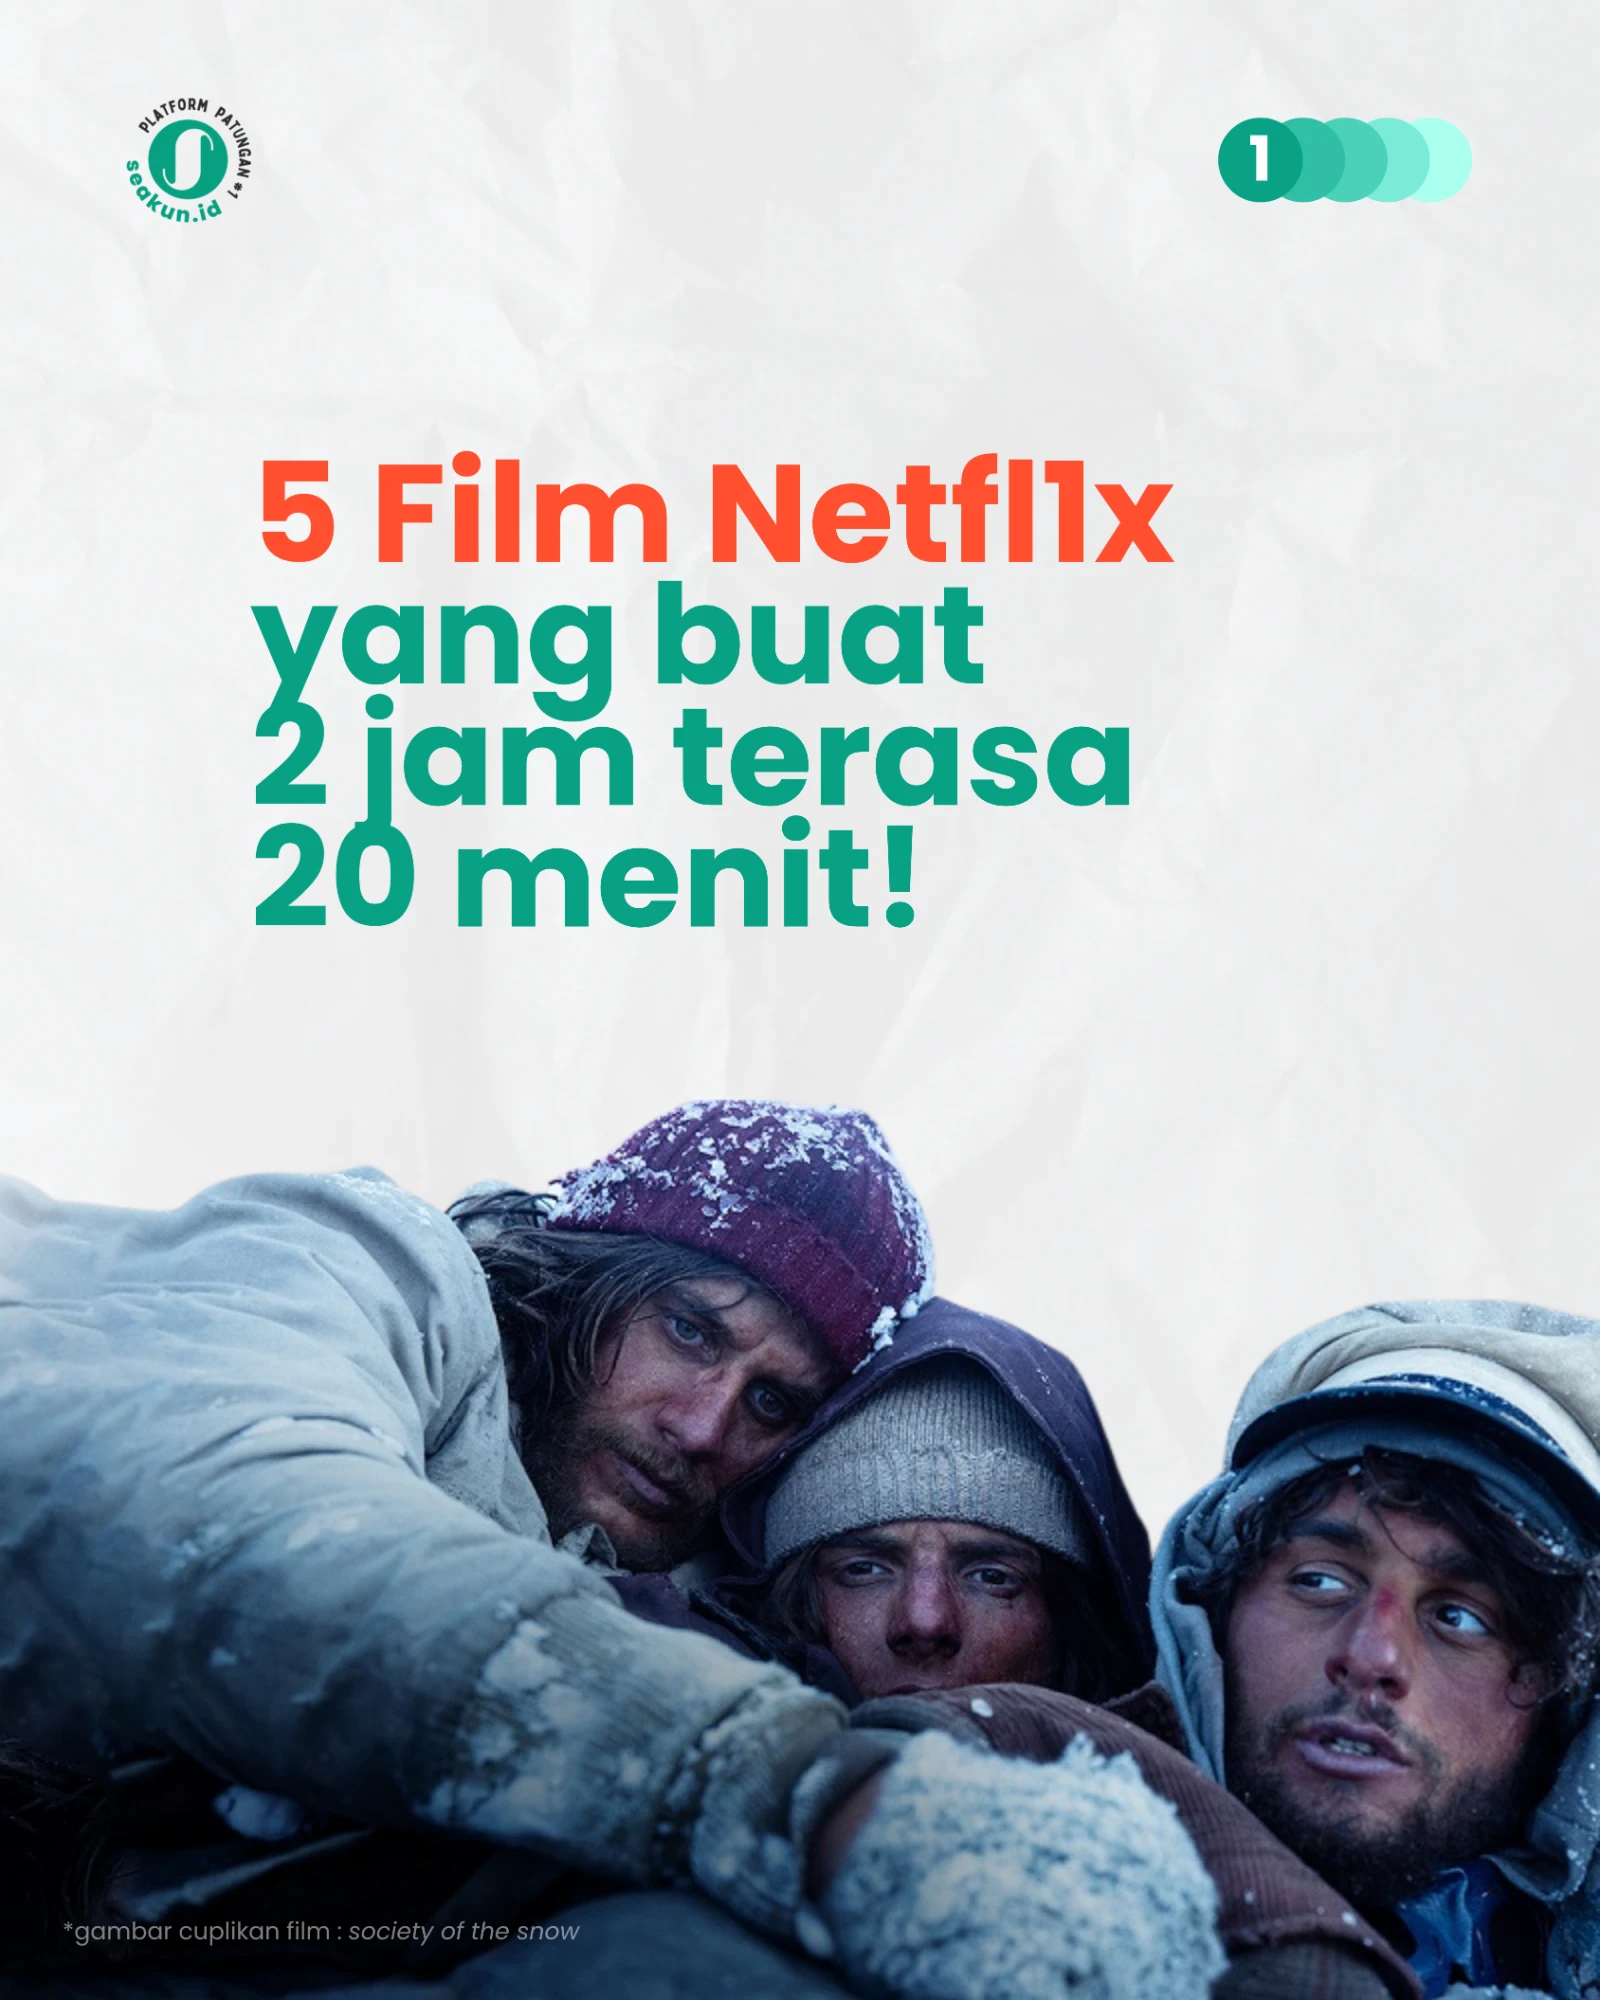 PLATFORM PATUNGAN #1
seakun.id
1
5 Film Netfl1x
yang buat
2 jam terasa
20 menit!
*gambar cuplikan film : society of the snow